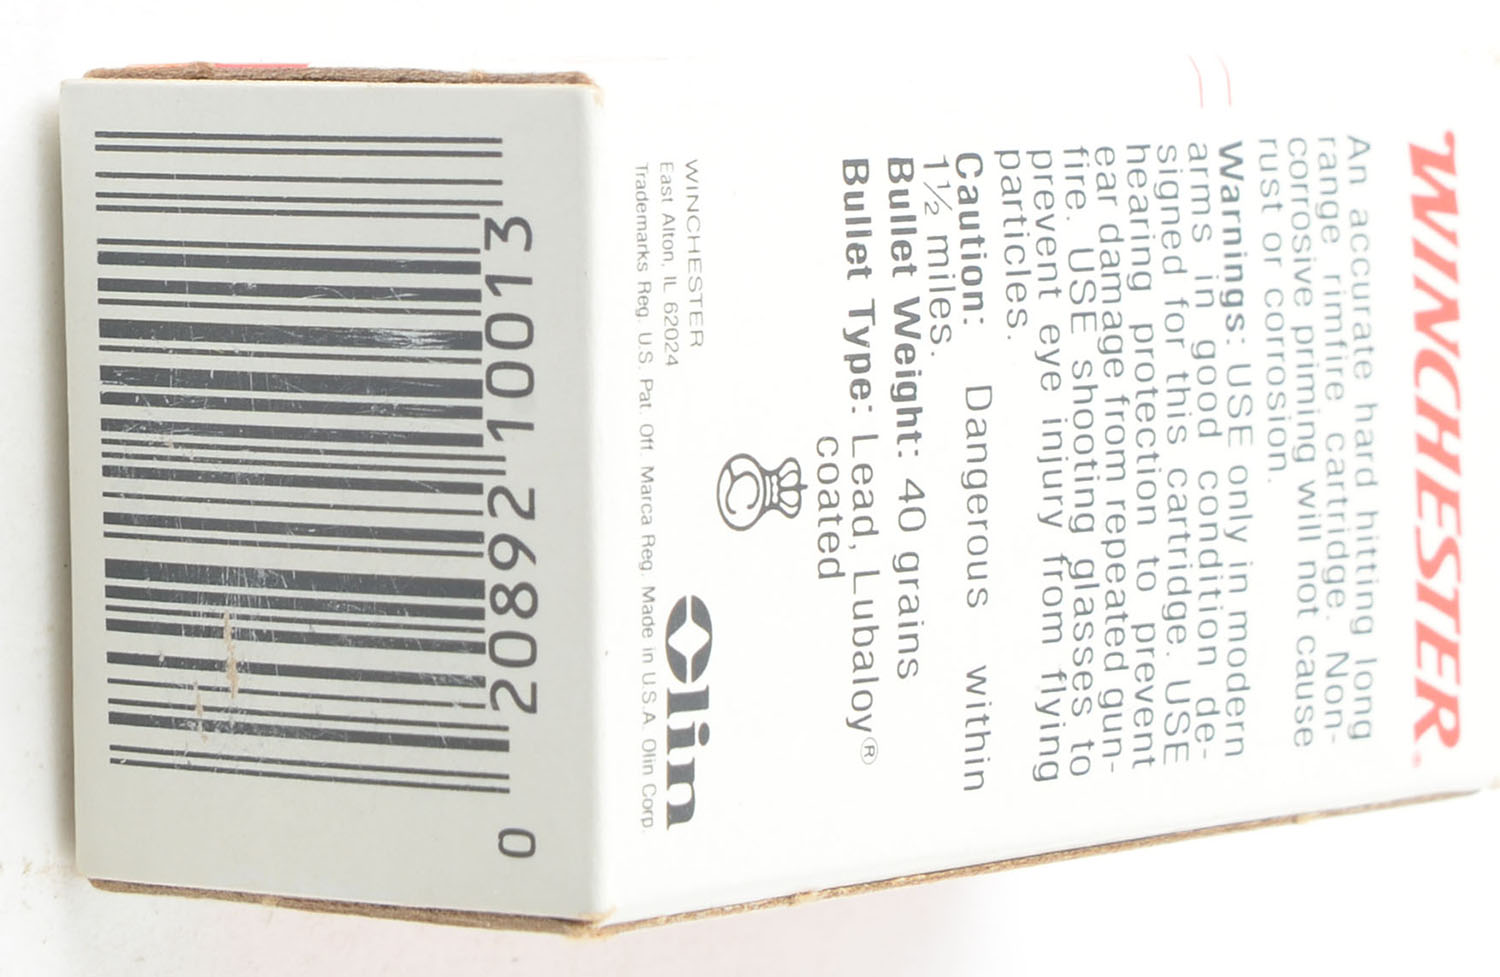 WINCHESTER®
An accurate hard hitting long
range rimfire cartridge. Non-
corrosive priming will not cause
rust or corrosion.
Warnings: USE only in modern
arms in good condition de-
signed for this cartridge. USE
hearing protection to prevent
ear damage from repeated gun-
fire. USE shooting glasses to
prevent eye injury from flying
particles.
Caution: Dangerous within
1½ miles.
Bullet Weight: 40 grains
Bullet Type: Lead, Lubaloy®
coated
WINCHESTER
East Alton, IL 62024
Olin
Trademarks Reg. U.S. Pat. Off. Marca Reg. Made in U.S.A. Olin Corp.
0 20892 10013